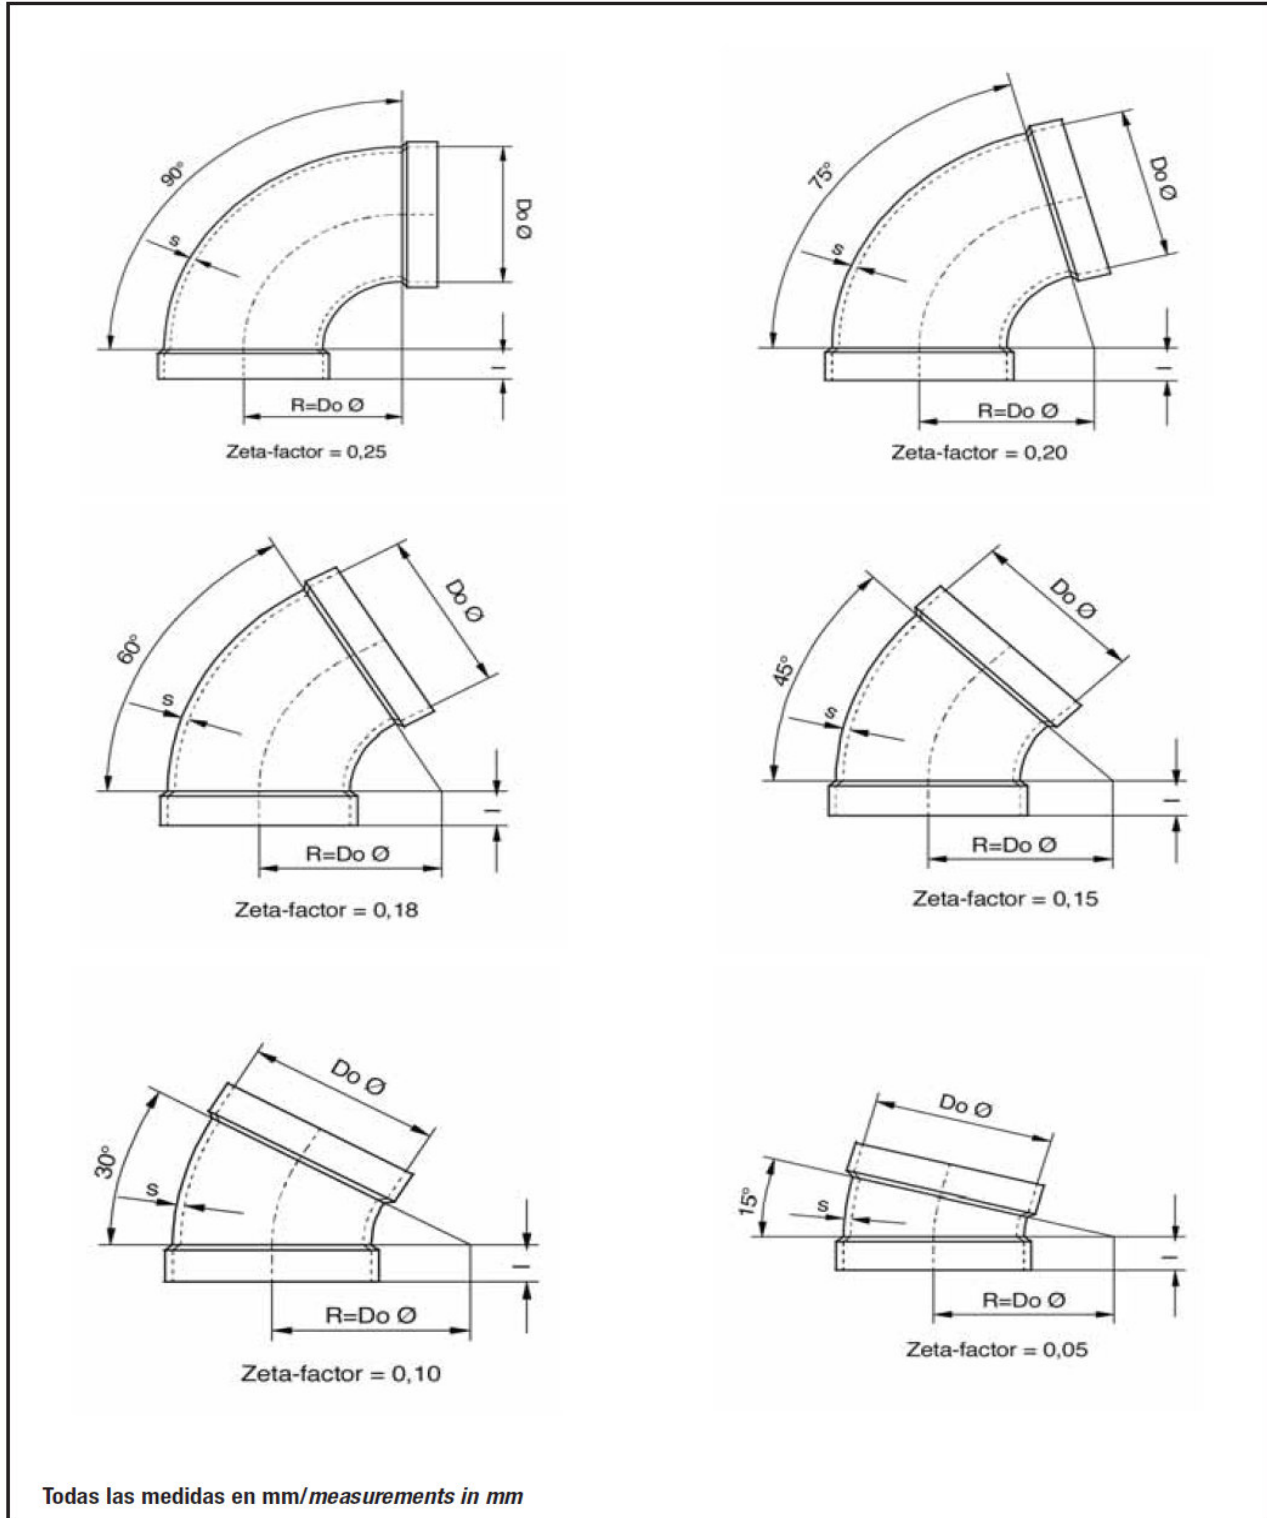 90°
s
Do Ø
l
R=Do Ø
Zeta-factor = 0,25
75°
s
Do Ø
l
R=Do Ø
Zeta-factor = 0,20
60°
s
Do Ø
l
R=Do Ø
Zeta-factor = 0,18
45°
s
Do Ø
l
R=Do Ø
Zeta-factor = 0,15
30°
s
Do Ø
l
R=Do Ø
Zeta-factor = 0,10
15°
s
Do Ø
l
R=Do Ø
Zeta-factor = 0,05
Todas las medidas en mm/measurements in mm